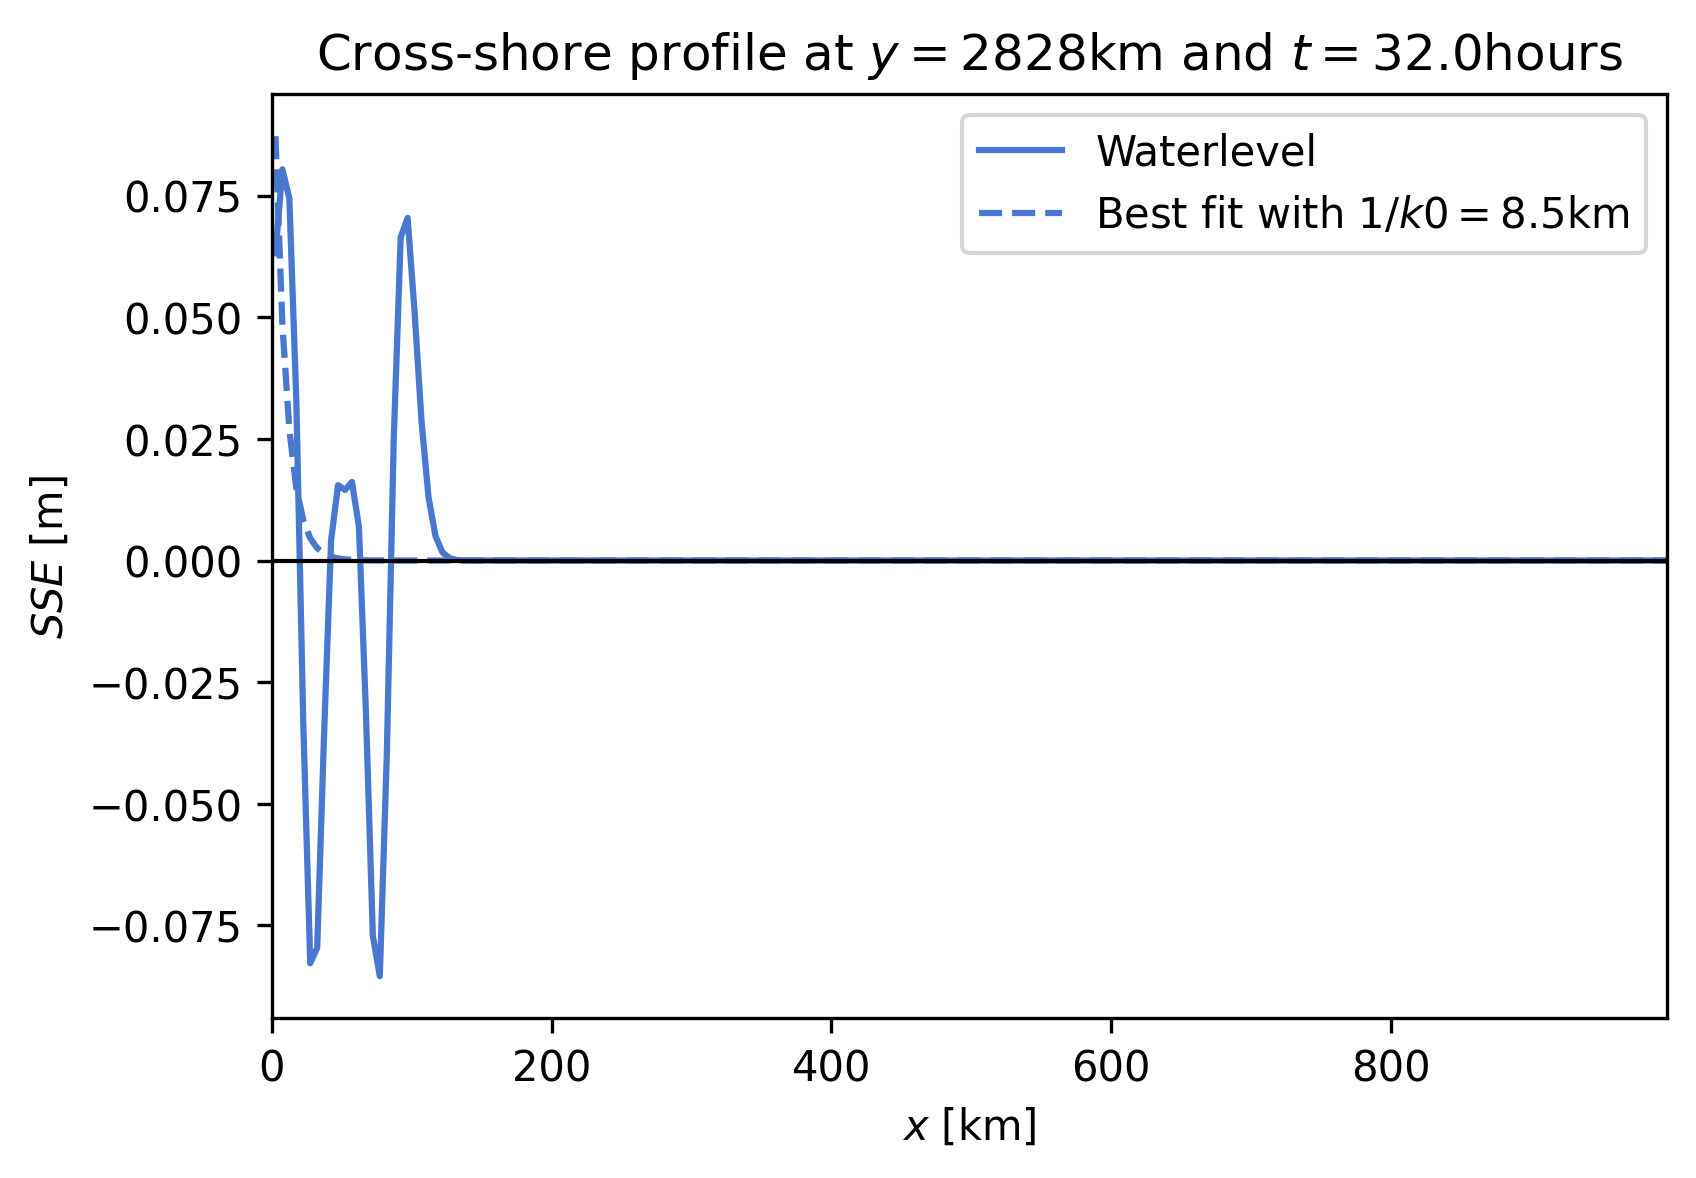 Cross-shore profile at y = 2828km and t = 32.0hours
Waterlevel
Best fit with 1/k0 = 8.5km
0.075
0.050
0.025
0.000
−0.025
−0.050
−0.075
SSE [m]
0 200 400 600 800
x [km]